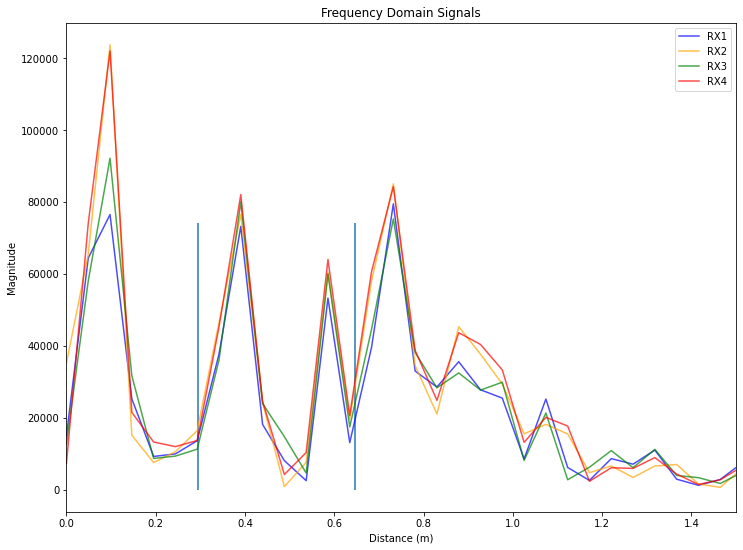 Frequency Domain Signals
RX1
RX2
RX3
RX4
120000
100000
80000
60000
40000
20000
0
Magnitude
0.0 0.2 0.4 0.6 0.8 1.0 1.2 1.4
Distance (m)